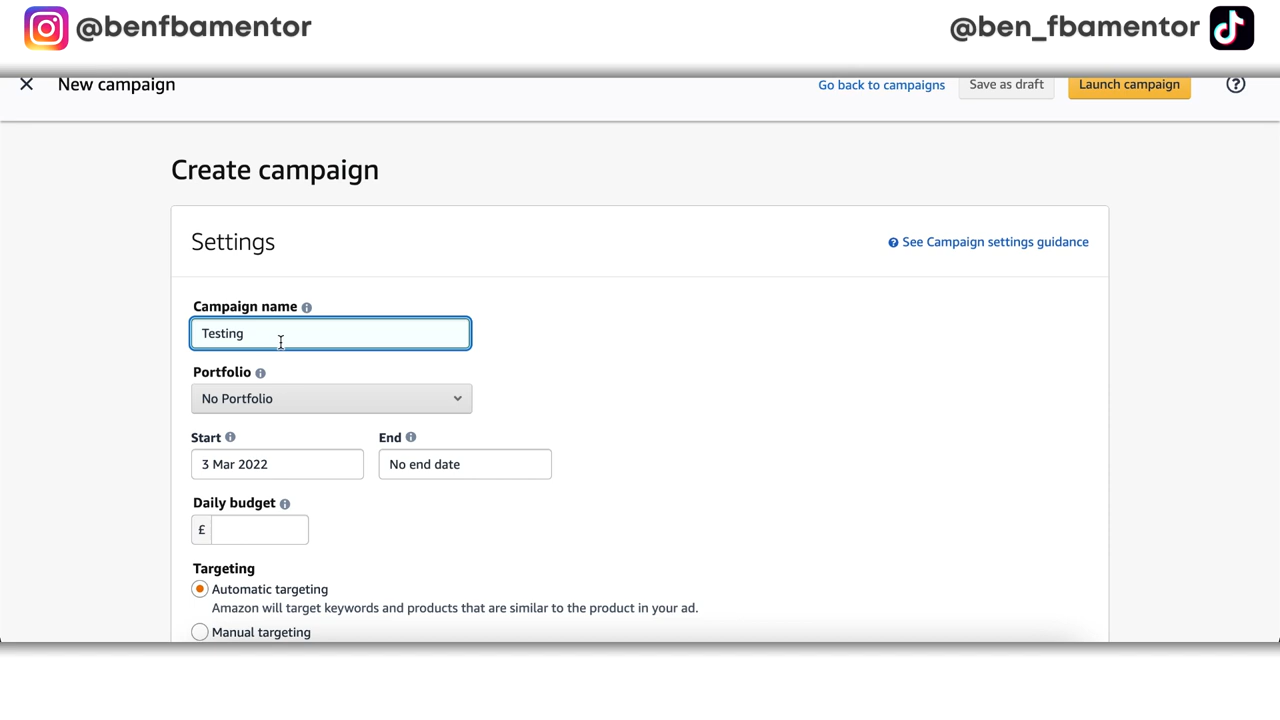 @benfbamentor
@ben_fbamentor
New campaign
Go back to campaigns
Save as draft
Launch campaign
Create campaign
Settings
See Campaign settings guidance
Campaign name
Testing
Portfolio
No Portfolio
Start
End
3 Mar 2022
No end date
Daily budget
£
Targeting
Automatic targeting
Amazon will target keywords and products that are similar to the product in your ad.
Manual targeting